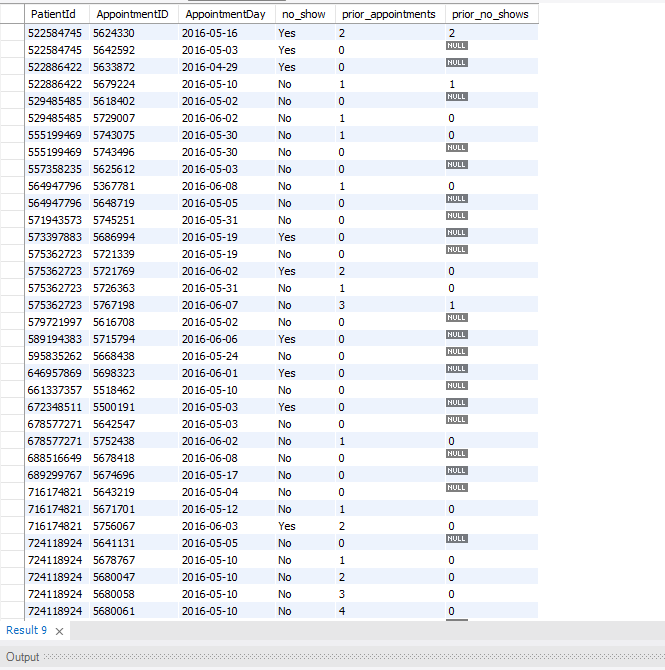 PatientId AppointmentID AppointmentDay no_show prior_appointments prior_no_shows
522584745 5624330 2016-05-16 Yes 2 2
522584745 5642592 2016-05-03 Yes 0 NULL
522886422 5633872 2016-04-29 Yes 0 NULL
522886422 5679224 2016-05-10 No 1 1
529485485 5618402 2016-05-02 No 0 NULL
529485485 5729007 2016-06-02 No 1 0
555199469 5743075 2016-05-30 No 1 0
555199469 5743496 2016-05-30 No 0 NULL
557358235 5625612 2016-05-03 No 0 NULL
564947796 5367781 2016-06-08 No 1 0
564947796 5648719 2016-05-05 No 0 NULL
571943573 5745251 2016-05-31 No 0 NULL
573397883 5686994 2016-05-19 Yes 0 NULL
575362723 5721339 2016-05-19 No 0 NULL
575362723 5721769 2016-06-02 Yes 2 0
575362723 5726363 2016-05-31 No 1 0
575362723 5767198 2016-06-07 No 3 1
579721997 5616708 2016-05-02 No 0 NULL
589194383 5715794 2016-06-06 Yes 0 NULL
595835262 5668438 2016-05-24 No 0 NULL
646957869 5698323 2016-06-01 Yes 0 NULL
661337357 5518462 2016-05-10 No 0 NULL
672348511 5500191 2016-05-03 Yes 0 NULL
678577271 5642547 2016-05-03 No 0 NULL
678577271 5752438 2016-06-02 No 1 0
688516649 5678418 2016-06-08 No 0 NULL
689299767 5674696 2016-05-17 No 0 NULL
716174821 5643219 2016-05-04 No 0 NULL
716174821 5671701 2016-05-12 No 1 0
716174821 5756067 2016-06-03 Yes 2 0
724118924 5641131 2016-05-05 No 0 NULL
724118924 5678767 2016-05-10 No 1 0
724118924 5680047 2016-05-10 No 2 0
724118924 5680058 2016-05-10 No 3 0
724118924 5680061 2016-05-10 No 4 0
Result 9
Output